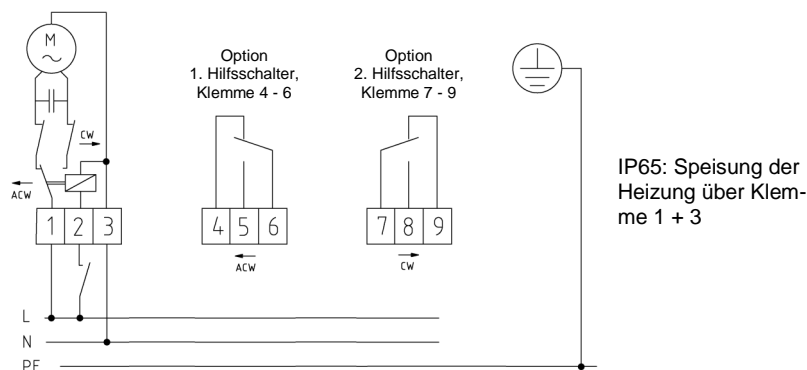 M
Option
1. Hilfsschalter,
Klemme 4 - 6
Option
2. Hilfsschalter,
Klemme 7 - 9
CW
ACW
IP65: Speisung der
Heizung über Klem-
me 1 + 3
1 2 3
4 5 6
7 8 9
ACW
CW
L
N
PE